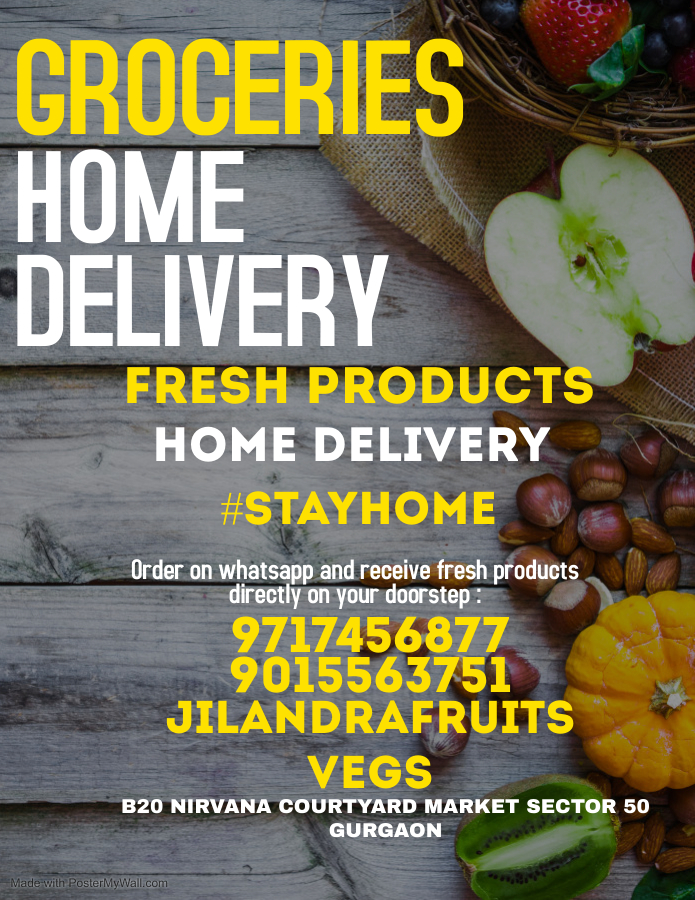 GROCERIES
HOME
DELIVERY
FRESH PRODUCTS
HOME DELIVERY
#STAYHOME
Order on whatsapp and receive fresh products
directly on your doorstep :
9717456877
9015563751
JILANDRAFRUITS
VEGS
B20 NIRVANA COURTYARD MARKET SECTOR 50
GURGAON
Made with PosterMyWall.com